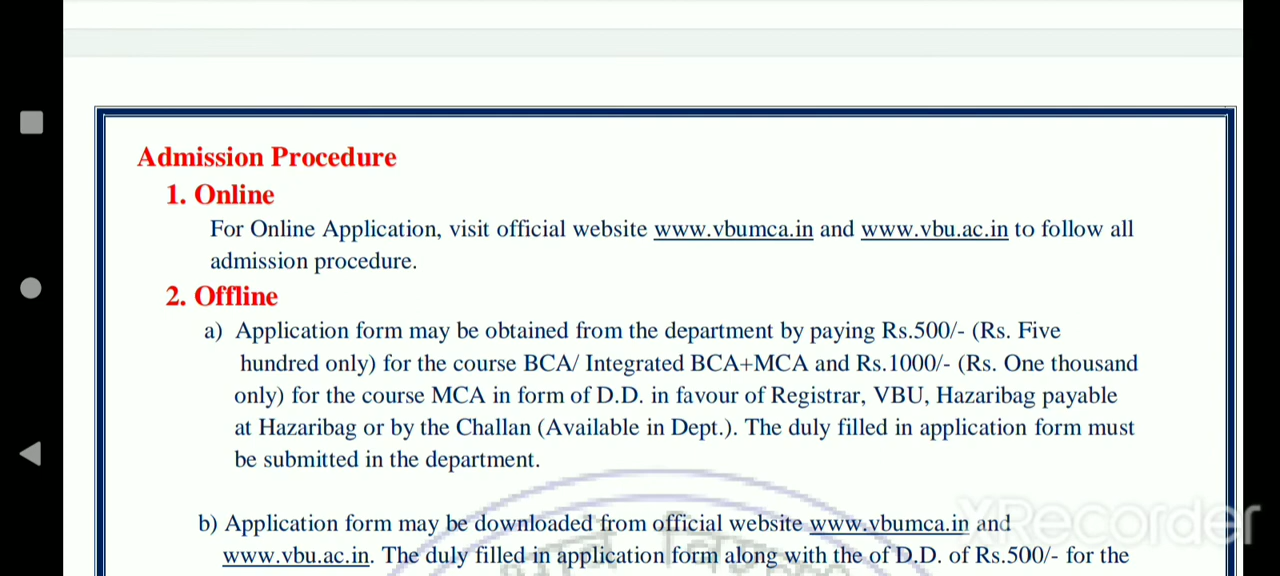 Admission Procedure
1. Online
For Online Application, visit official website www.vbumca.in and www.vbu.ac.in to follow all
admission procedure.
2. Offline
a) Application form may be obtained from the department by paying Rs.500/- (Rs. Five
hundred only) for the course BCA/ Integrated BCA+MCA and Rs.1000/- (Rs. One thousand
only) for the course MCA in form of D.D. in favour of Registrar, VBU, Hazaribag payable
at Hazaribag or by the Challan (Available in Dept.). The duly filled in application form must
be submitted in the department.
b) Application form may be downloaded from official website www.vbumca.in and
www.vbu.ac.in. The duly filled in application form along with the of D.D. of Rs.500/- for the
XRecorder